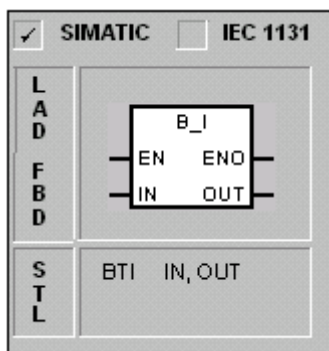 ✓ SIMATIC IEC 1131
LAD
FBD
B_I
EN ENO
IN OUT
STL
BTI IN, OUT